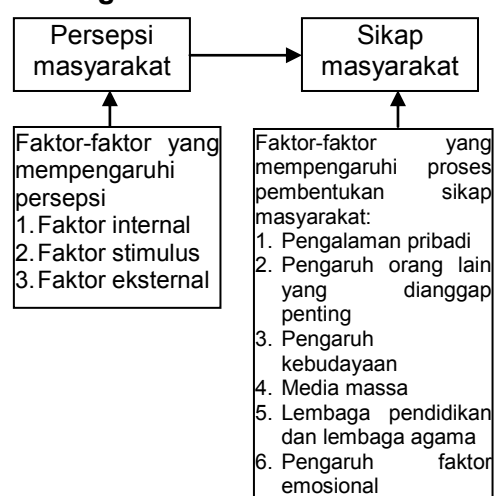 Persepsi
masyarakat
Sikap
masyarakat
Faktor-faktor yang
mempengaruhi
persepsi
1. Faktor internal
2. Faktor stimulus
3. Faktor eksternal
Faktor-faktor yang
mempengaruhi proses
pembentukan sikap
masyarakat:
1. Pengalaman pribadi
2. Pengaruh orang lain
yang dianggap
penting
3. Pengaruh
kebudayaan
4. Media massa
5. Lembaga pendidikan
dan lembaga agama
6. Pengaruh faktor
emosional